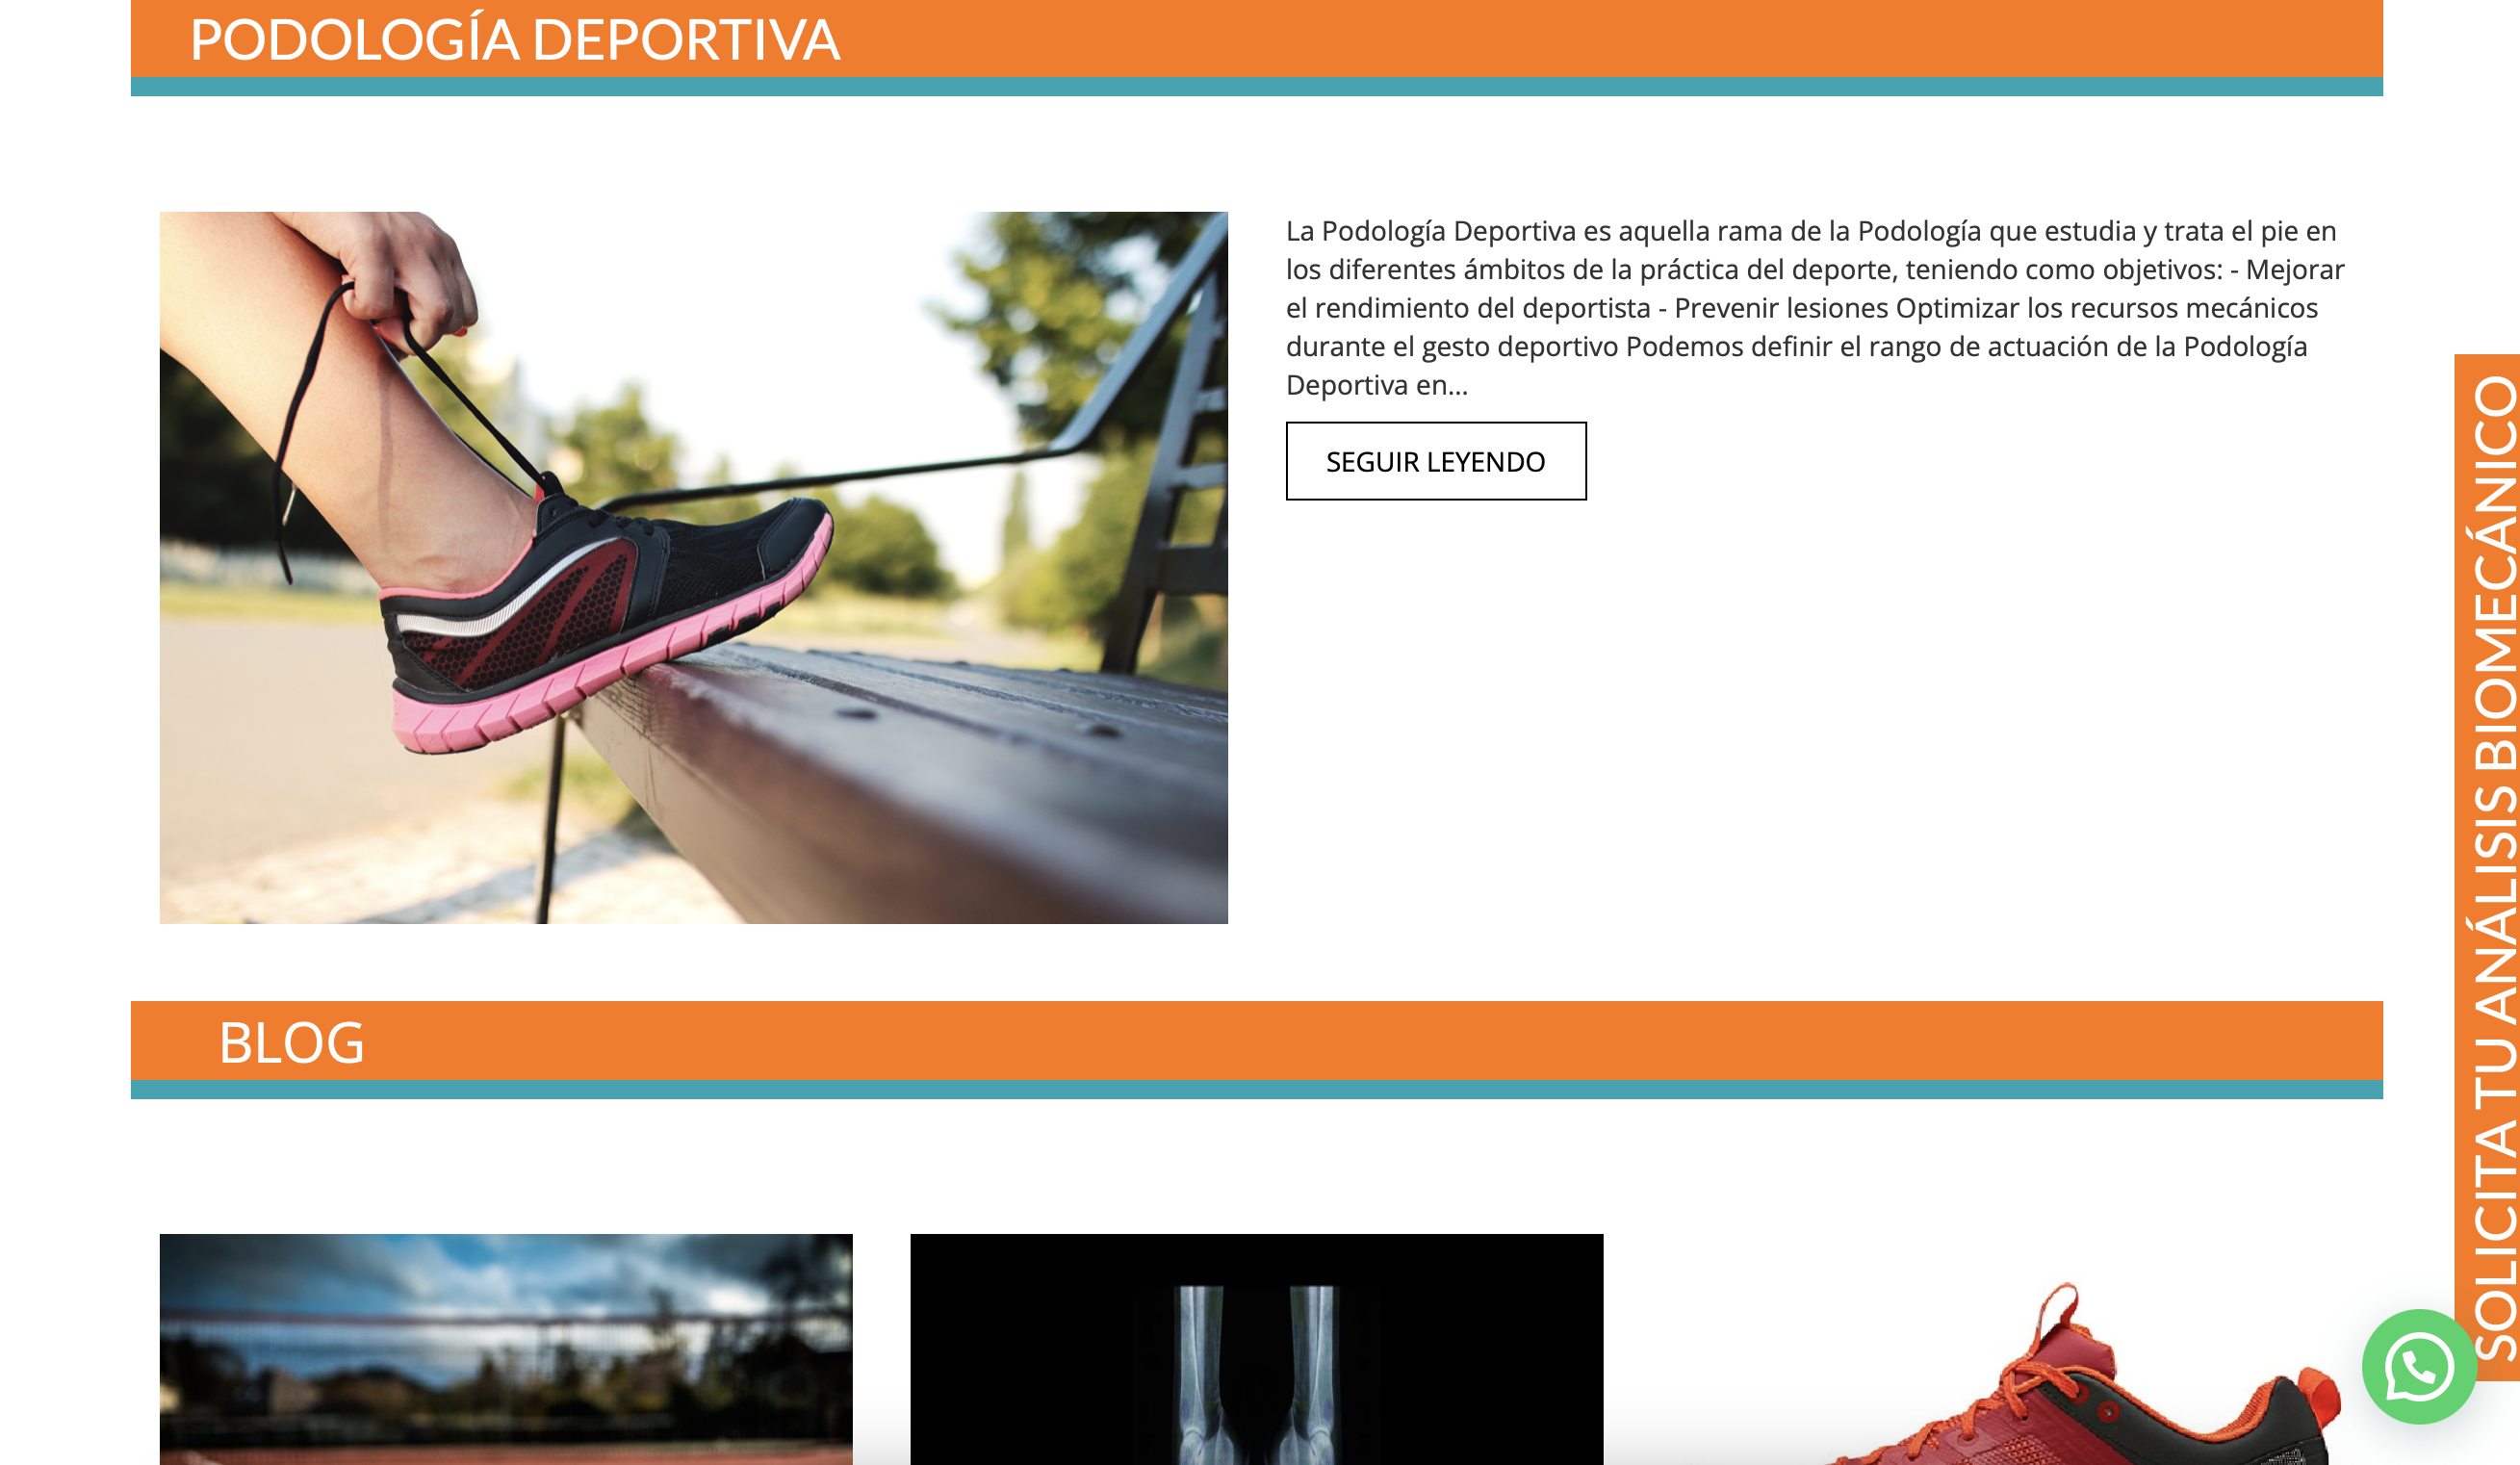 PODOLOGÍA DEPORTIVA
La Podología Deportiva es aquella rama de la Podología que estudia y trata el pie en
los diferentes ámbitos de la práctica del deporte, teniendo como objetivos: - Mejorar
el rendimiento del deportista - Prevenir lesiones Optimizar los recursos mecánicos
durante el gesto deportivo Podemos definir el rango de actuación de la Podología
Deportiva en...
SEGUIR LEYENDO
SOLICITA TU ANÁLISIS BIOMECÁNICO
BLOG